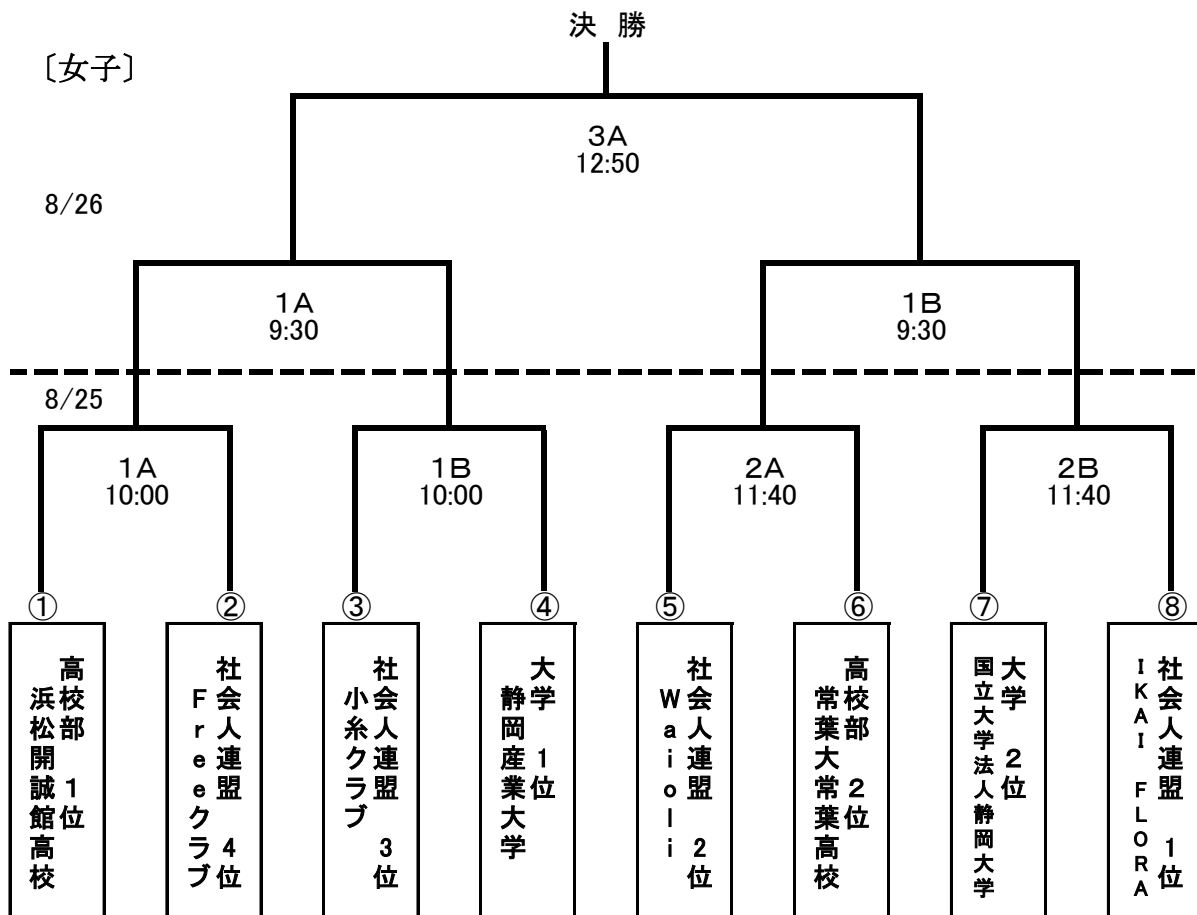 決 勝
〔女子〕
3A
12:50
8/26
1A
9:30
1B
9:30
8/25
1A
10:00
1B
10:00
2A
11:40
2B
11:40
①
②
③
④
⑤
⑥
⑦
⑧
高校部 1位
浜松開誠館高校
社会人連盟 4位
Freeクラブ
社会人連盟 3位
小糸クラブ
大学 1位
静岡産業大学
社会人連盟 2位
Waioli
高校部 2位
常葉大常葉高校
大学 2位
国立大学法人静岡大学
社会人連盟 1位
IKAI FLORA